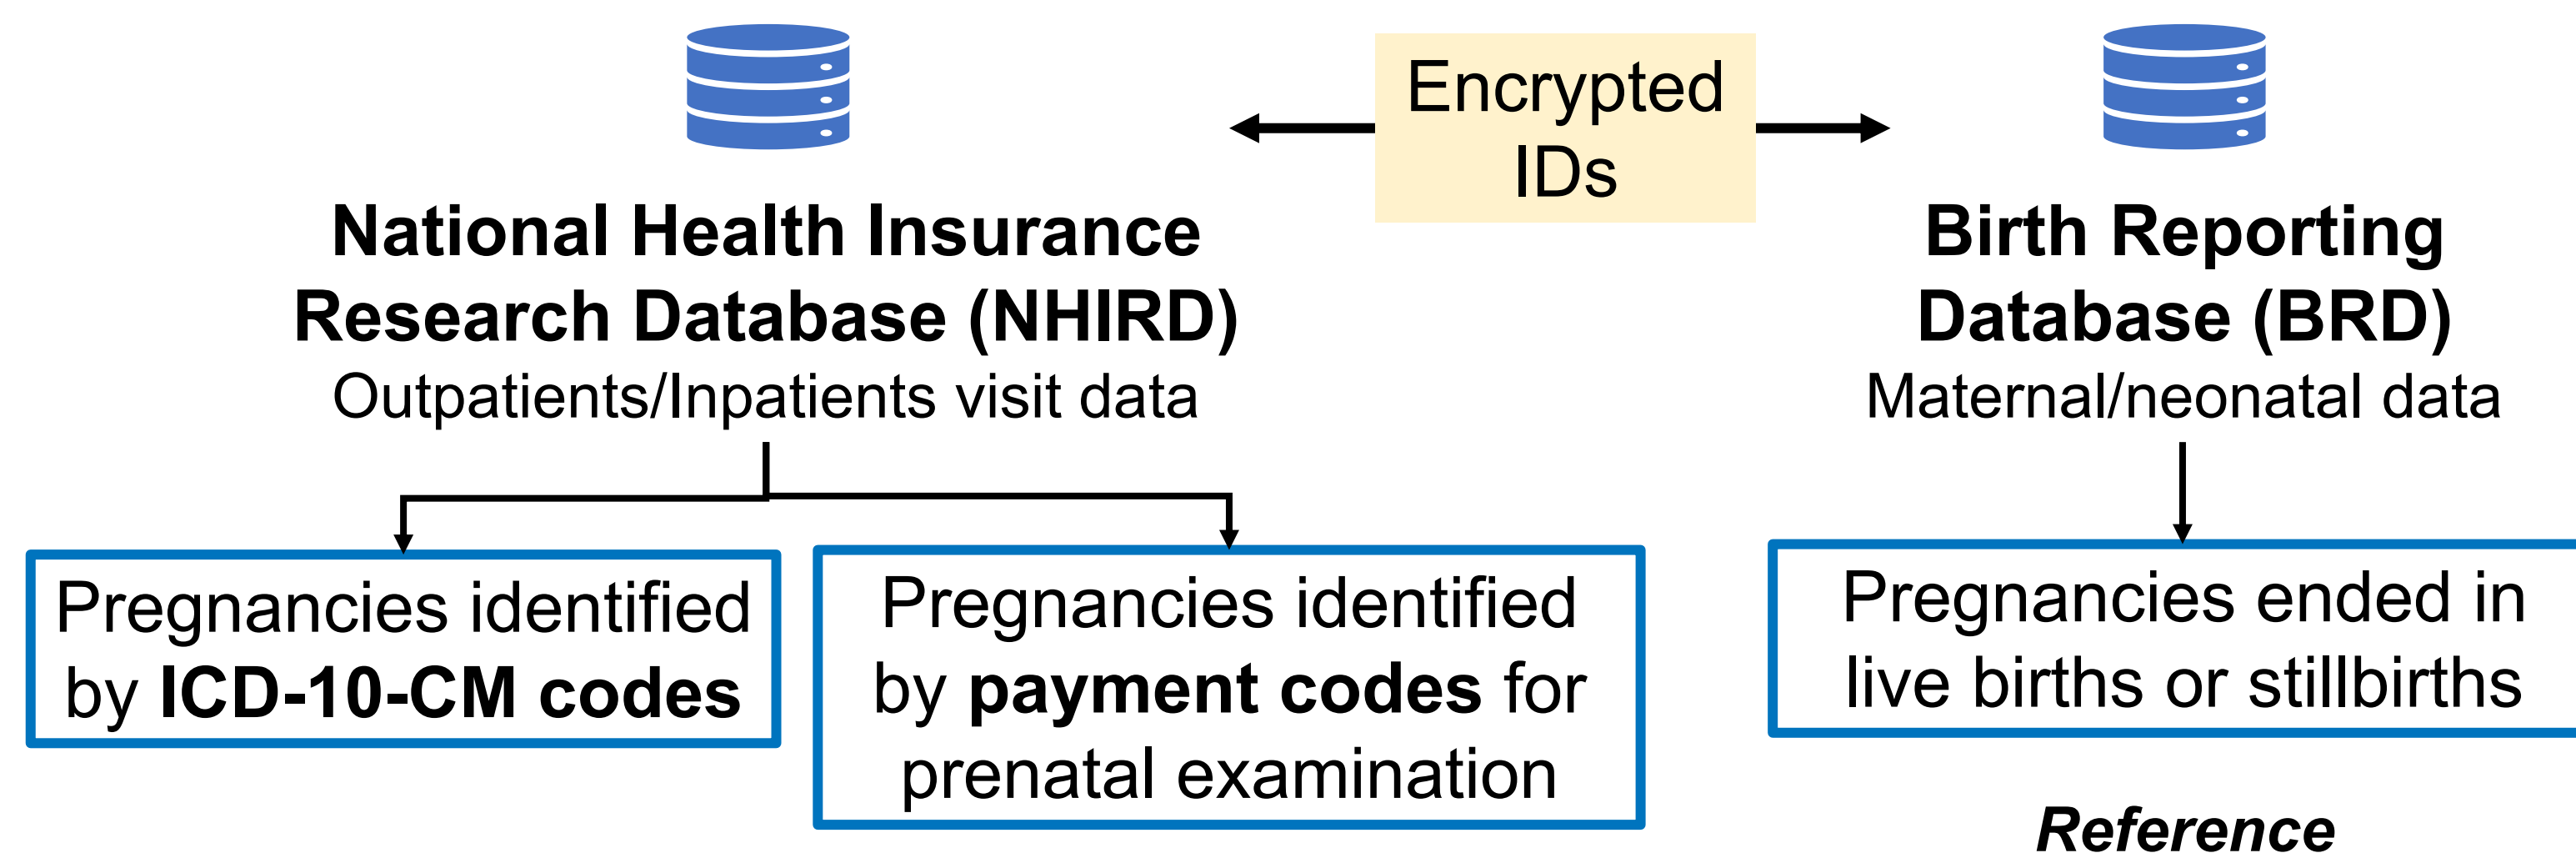 Encrypted
IDs
National Health Insurance
Research Database (NHIRD)
Outpatients/Inpatients visit data
Birth Reporting
Database (BRD)
Maternal/neonatal data
Pregnancies identified
by ICD-10-CM codes
Pregnancies identified
by payment codes for
prenatal examination
Pregnancies ended in
live births or stillbirths
Reference